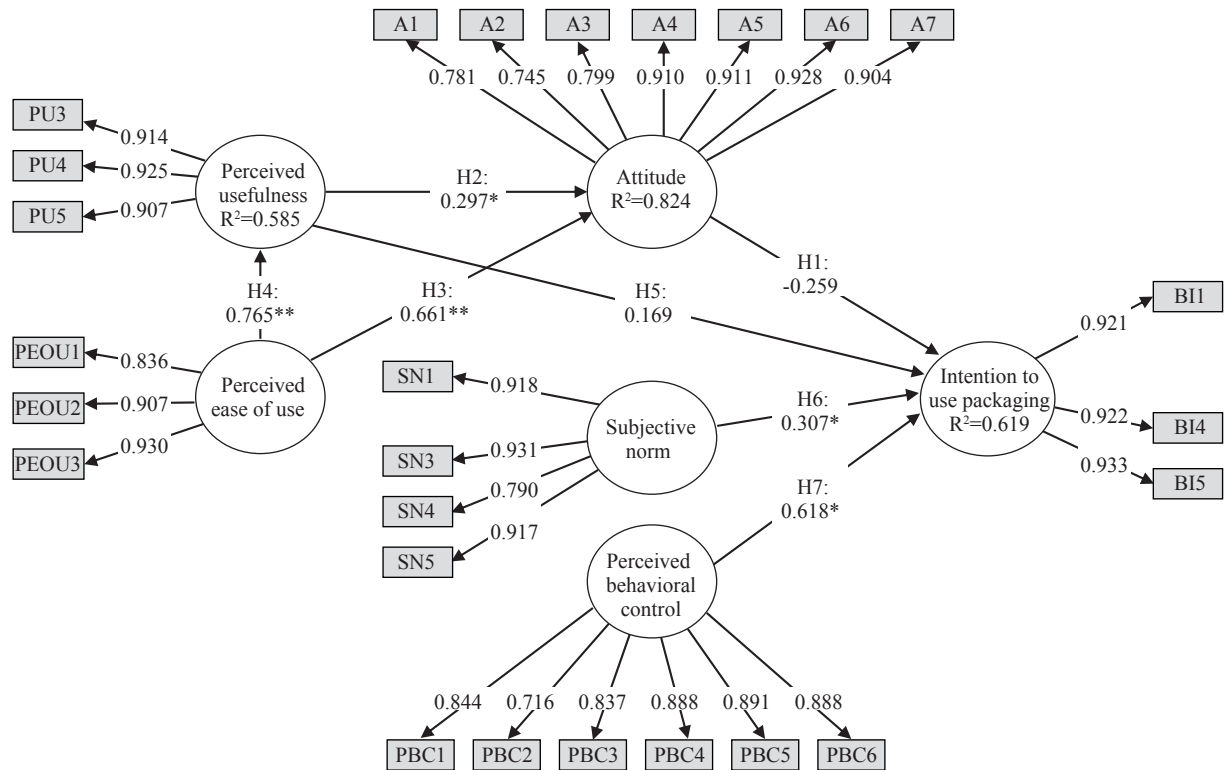 A1
A2
A3
A4
A5
A6
A7
0.781
0.745
0.799
0.910
0.911
0.928
0.904
PU3
PU4
PU5
0.914
0.925
0.907
Perceived
usefulness
R²=0.585
H2:
0.297*
Attitude
R²=0.824
H4:
0.765**
H3:
0.661**
H5:
0.169
H1:
-0.259
PEOU1
PEOU2
PEOU3
0.836
0.907
0.930
Perceived
ease of use
SN1
SN3
SN4
SN5
0.918
0.931
0.790
0.917
Subjective
norm
H6:
0.307*
H7:
0.618*
Intention to
use packaging
R²=0.619
0.921
0.922
0.933
BI1
BI4
BI5
Perceived
behavioral
control
0.844
0.716
0.837
0.888
0.891
0.888
PBC1
PBC2
PBC3
PBC4
PBC5
PBC6